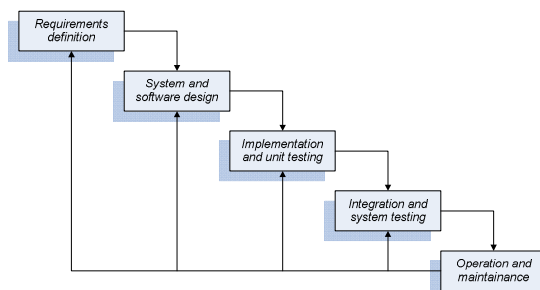 Requirements
definition
System and
software design
Implementation
and unit testing
Integration and
system testing
Operation and
maintainance